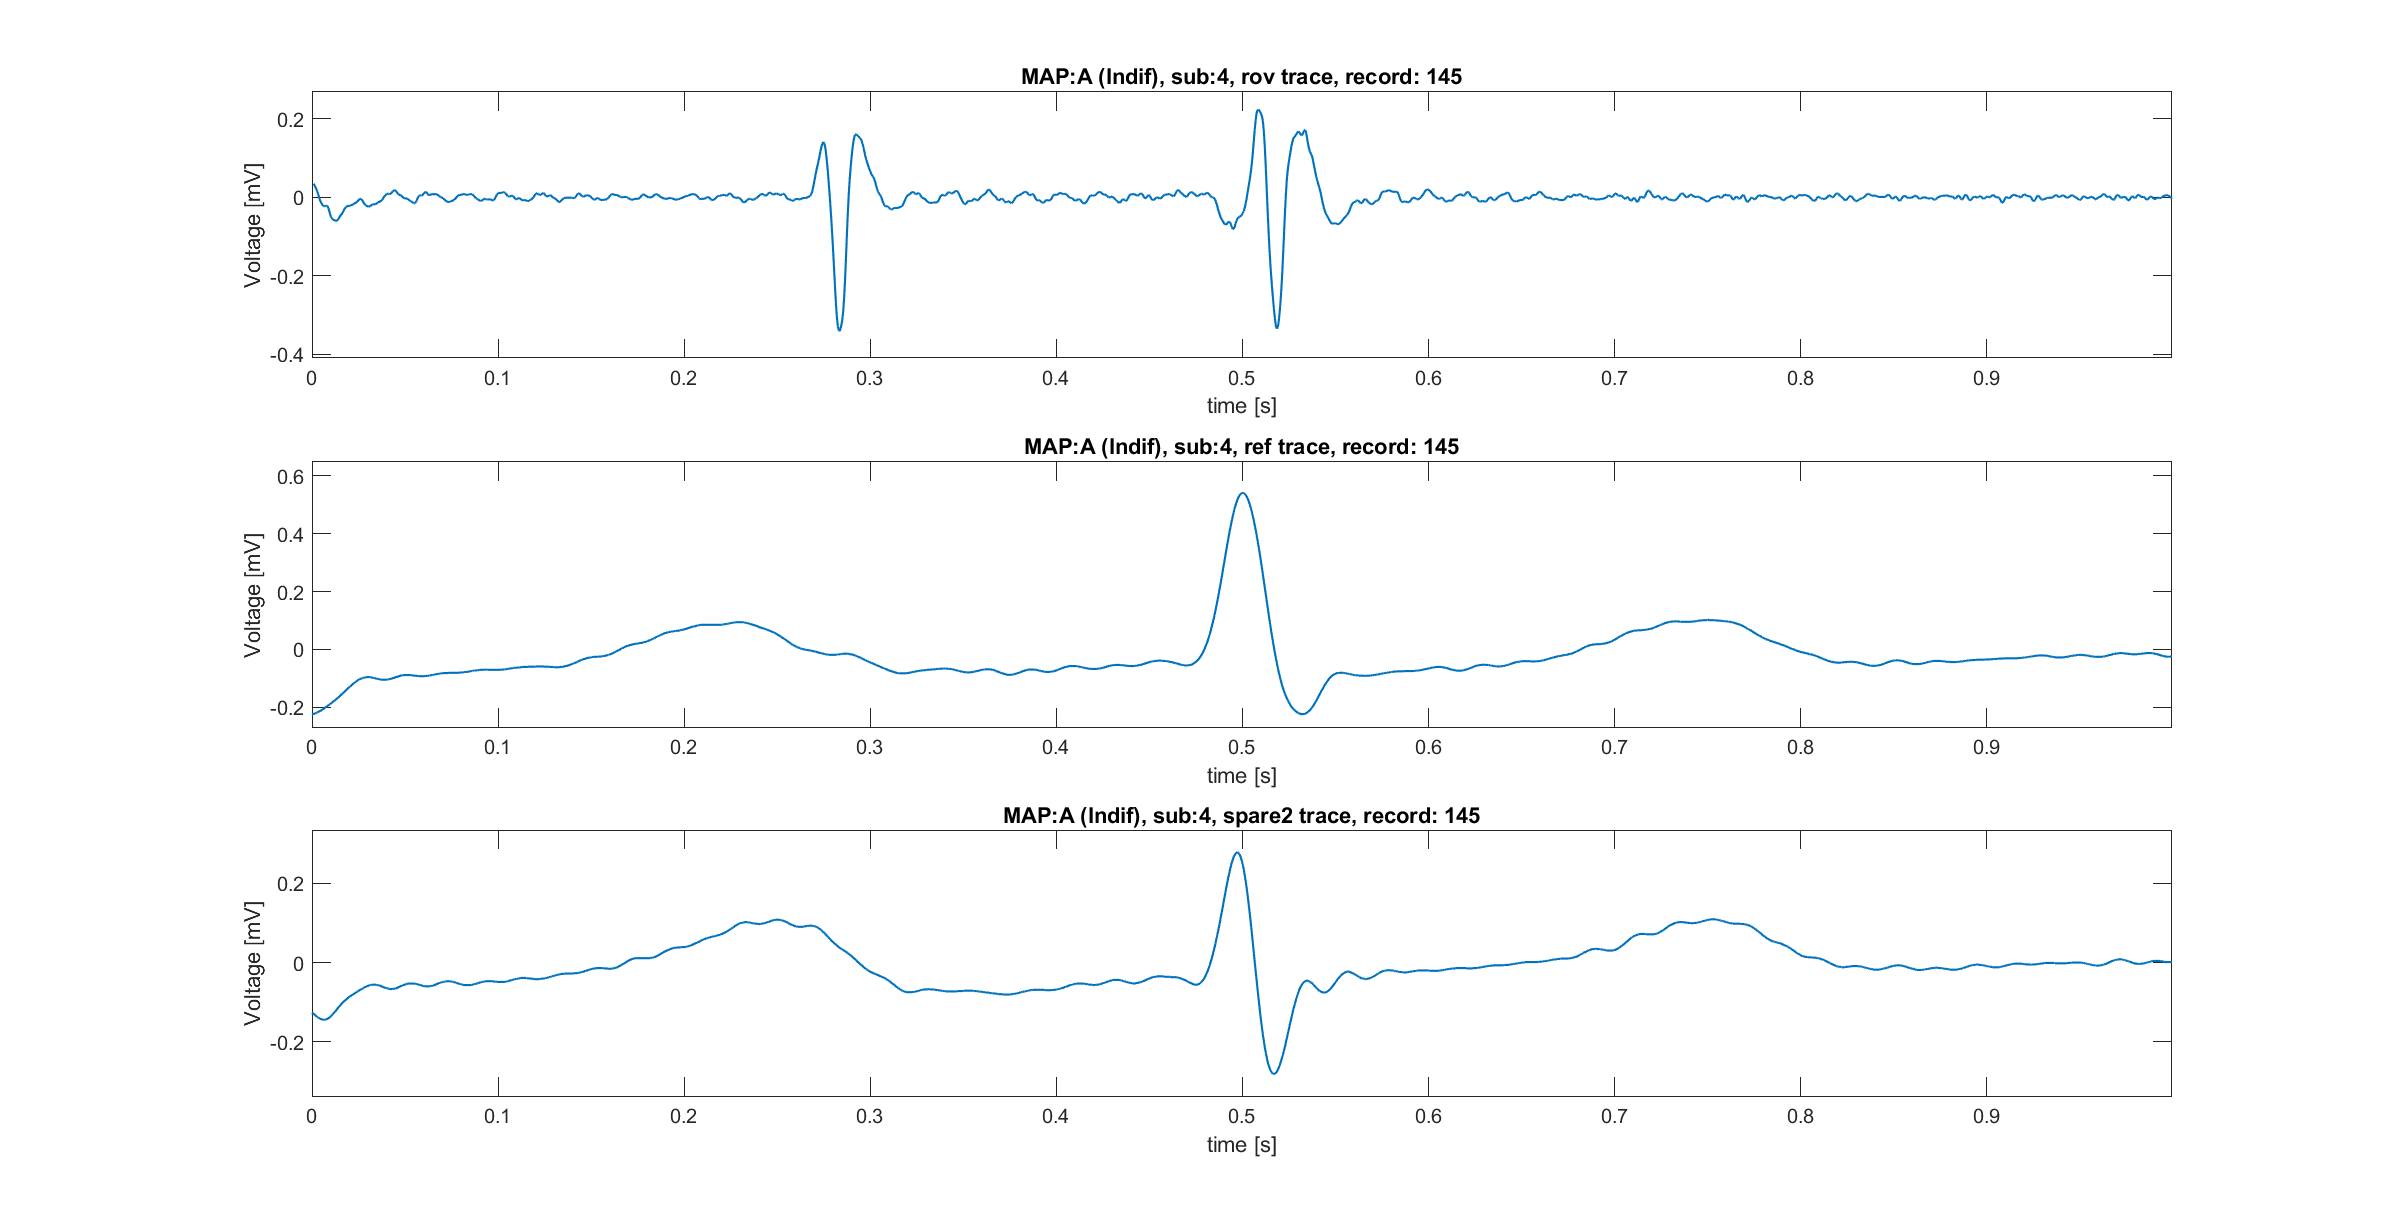 MAP:A (Indif), sub:4, rov trace, record: 145
Voltage [mV]
0.2
0
-0.2
-0.4
0 0.1 0.2 0.3 0.4 0.5 0.6 0.7 0.8 0.9
time [s]
MAP:A (Indif), sub:4, ref trace, record: 145
Voltage [mV]
0.6
0.4
0.2
0
-0.2
0 0.1 0.2 0.3 0.4 0.5 0.6 0.7 0.8 0.9
time [s]
MAP:A (Indif), sub:4, spare2 trace, record: 145
Voltage [mV]
0.2
0
-0.2
0 0.1 0.2 0.3 0.4 0.5 0.6 0.7 0.8 0.9
time [s]